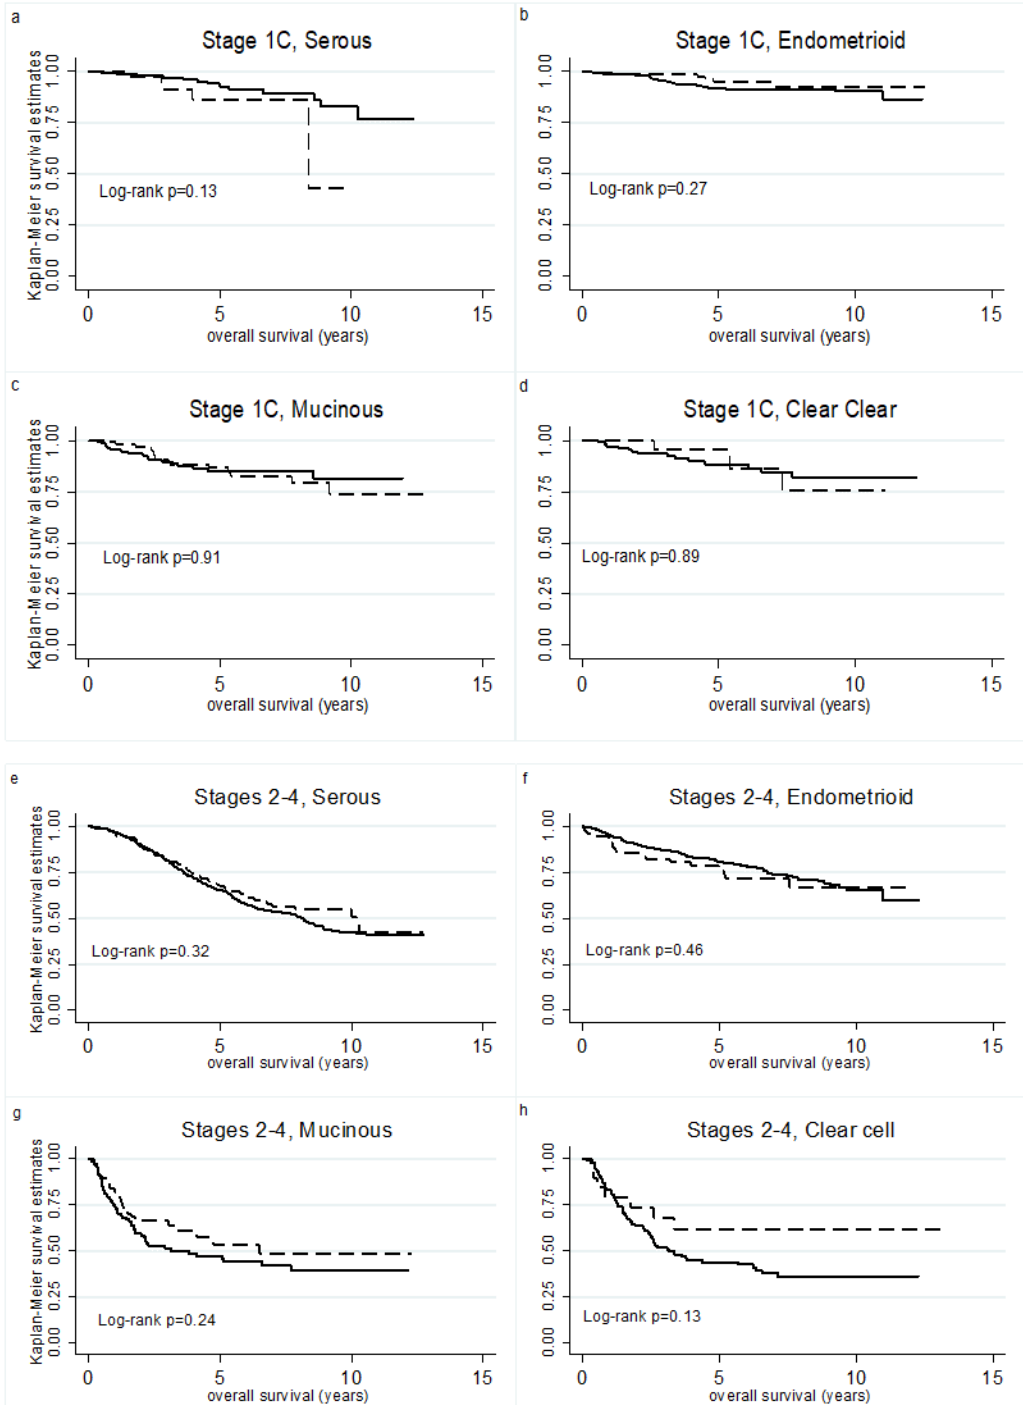 a
Stage 1C, Serous
Kaplan-Meier survival estimates
1.00
0.75
0.50
0.25
0.00
Log-rank p=0.13
0 5 10 15
overall survival (years)
b
Stage 1C, Endometrioid
1.00
0.75
0.50
0.25
0.00
Log-rank p=0.27
0 5 10 15
overall survival (years)
c
Stage 1C, Mucinous
Kaplan-Meier survival estimates
1.00
0.75
0.50
0.25
0.00
Log-rank p=0.91
0 5 10 15
overall survival (years)
d
Stage 1C, Clear Clear
1.00
0.75
0.50
0.25
0.00
Log-rank p=0.89
0 5 10 15
overall survival (years)
e
Stages 2-4, Serous
Kaplan-Meier survival estimates
1.00
0.75
0.50
0.25
0.00
Log-rank p=0.32
0 5 10 15
overall survival (years)
f
Stages 2-4, Endometrioid
1.00
0.75
0.50
0.25
0.00
Log-rank p=0.46
0 5 10 15
overall survival (years)
g
Stages 2-4, Mucinous
Kaplan-Meier survival estimates
1.00
0.75
0.50
0.25
0.00
Log-rank p=0.24
0 5 10 15
overall survival (years)
h
Stages 2-4, Clear cell
1.00
0.75
0.50
0.25
0.00
Log-rank p=0.13
0 5 10 15
overall survival (years)